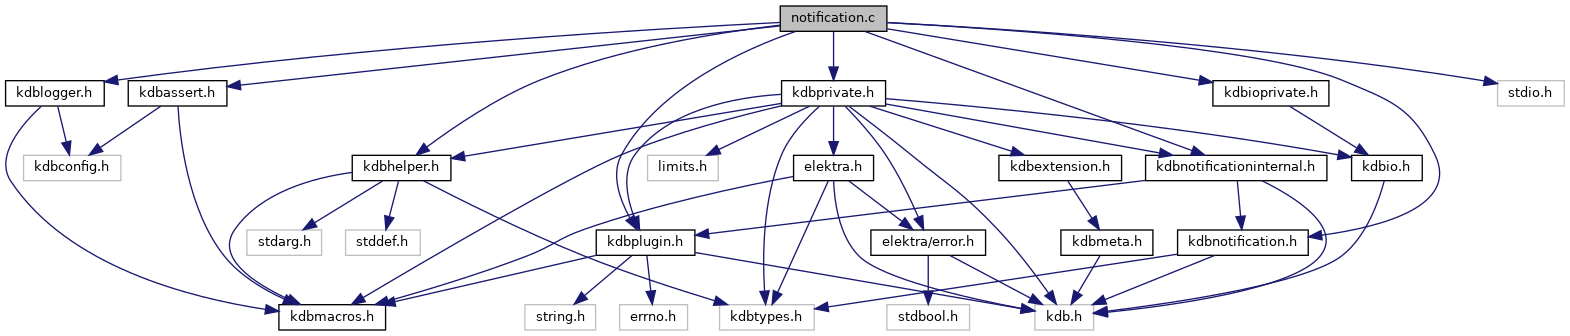 notification.c
kdblogger.h
kdbassert.h
kdbprivate.h
kdbioprivate.h
stdio.h
kdbconfig.h
kdbhelper.h
limits.h
elektra.h
kdbextension.h
kdbnotificationinternal.h
kdbio.h
stdarg.h
stddef.h
kdbplugin.h
elektra/error.h
kdbmeta.h
kdbnotification.h
kdbmacros.h
string.h
errno.h
kdbtypes.h
stdbool.h
kdb.h